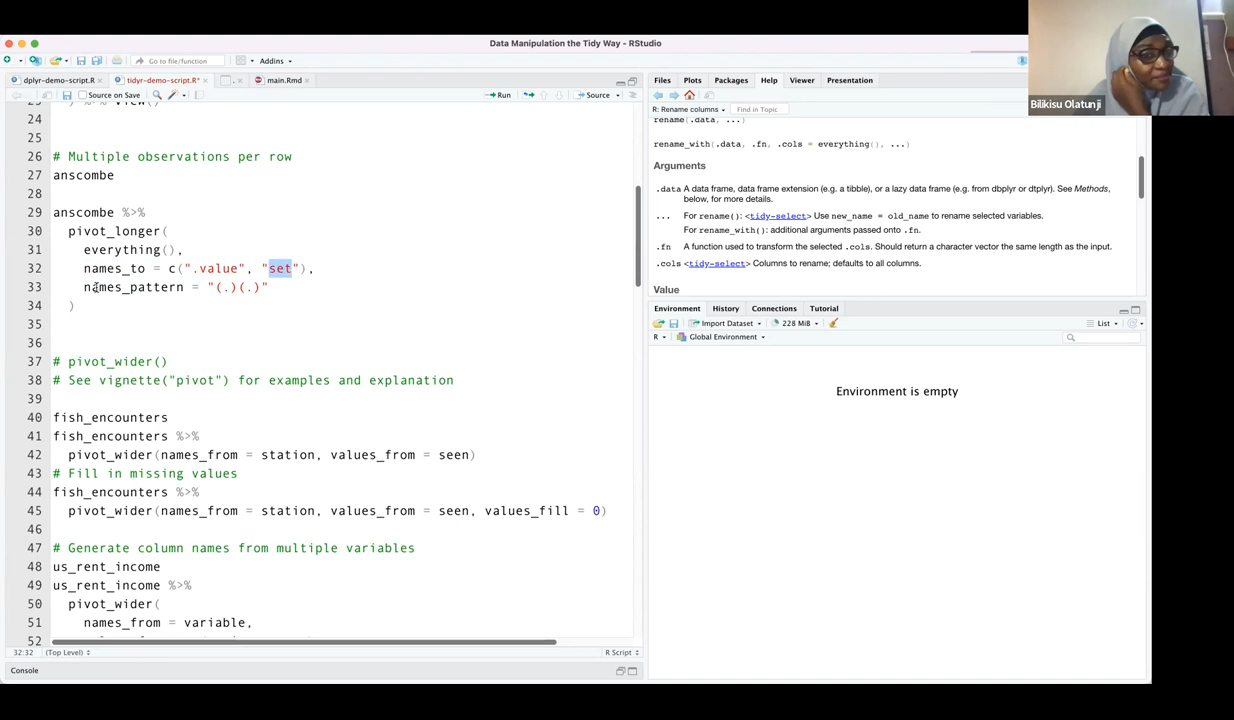 Data Manipulation the Tidy Way - RStudio
Go to file/function
Addins
dplyr-demo-script.R
tidyr-demo-script.R*
main.Rmd
Source on Save
Run
Source
24
25
26 # Multiple observations per row
27 anscombe
28
29 anscombe %>%
30 pivot_longer(
31 everything(),
32 names_to = c(".value", "set"),
33 names_pattern = "(.)(.)"
34 )
35
36
37 # pivot_wider()
38 # See vignette("pivot") for examples and explanation
39
40 fish_encounters
41 fish_encounters %>%
42 pivot_wider(names_from = station, values_from = seen)
43 # Fill in missing values
44 fish_encounters %>%
45 pivot_wider(names_from = station, values_from = seen, values_fill = 0)
46
47 # Generate column names from multiple variables
48 us_rent_income
49 us_rent_income %>%
50 pivot_wider(
51 names_from = variable,
52
32:32 (Top Level) R Script
Console
Files Plots Packages Help Viewer Presentation
R: Rename columns Find in Topic
rename(.data, ...)
rename_with(.data, .fn, .cols = everything(), ...)
Arguments
.data A data frame, data frame extension (e.g. a tibble), or a lazy data frame (e.g. from dbplyr or dtplyr). See Methods,
below, for more details.
... For rename(): <tidy-select> Use new_name = old_name to rename selected variables.
For rename_with(): additional arguments passed onto .fn.
.fn A function used to transform the selected .cols. Should return a character vector the same length as the input.
.cols <tidy-select> Columns to rename; defaults to all columns.
Value
Environment History Connections Tutorial
Import Dataset 228 MiB List
R Global Environment
Environment is empty
Bilikisu Olatunji